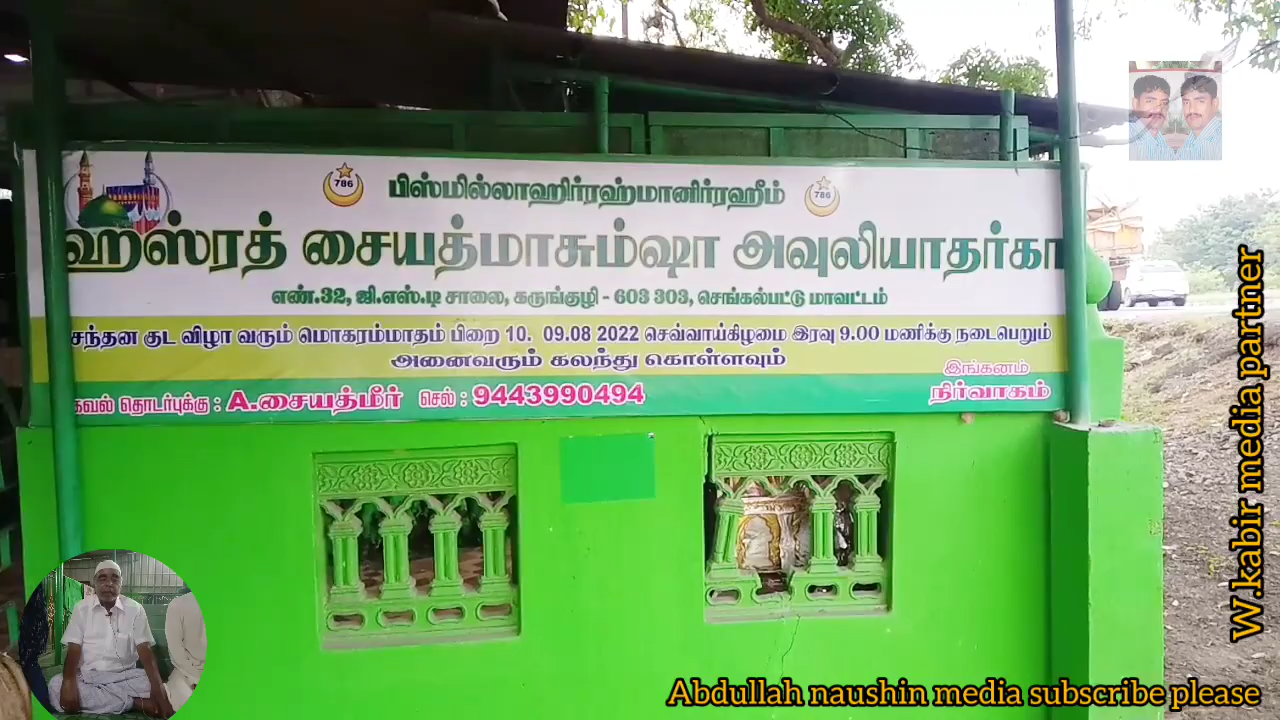 786 பிஸ்மில்லாஹிர்ரஹ்மானிர்ரஹீம் 786
ஹஸ்ரத் சையத்மாசும்ஷா அவுலியாதர்கா
எண்.32, ஜி.எஸ்.டி சாலை, கருங்குழி - 603 303, செங்கல்பட்டு மாவட்டம்
சந்தன குட விழா வரும் மொகரம்மாதம் பிறை 10. 09.08 2022 செவ்வாய்கிழமை இரவு 9.00 மணிக்கு நடைபெறும்
அனைவரும் கலந்து கொள்ளவும்
இங்கனம்
கவல் தொடர்புக்கு : A.சையத்மீர் செல் : 9443990494 நிர்வாகம்
W.kabir media partner
Abdullah naushin media subscribe please